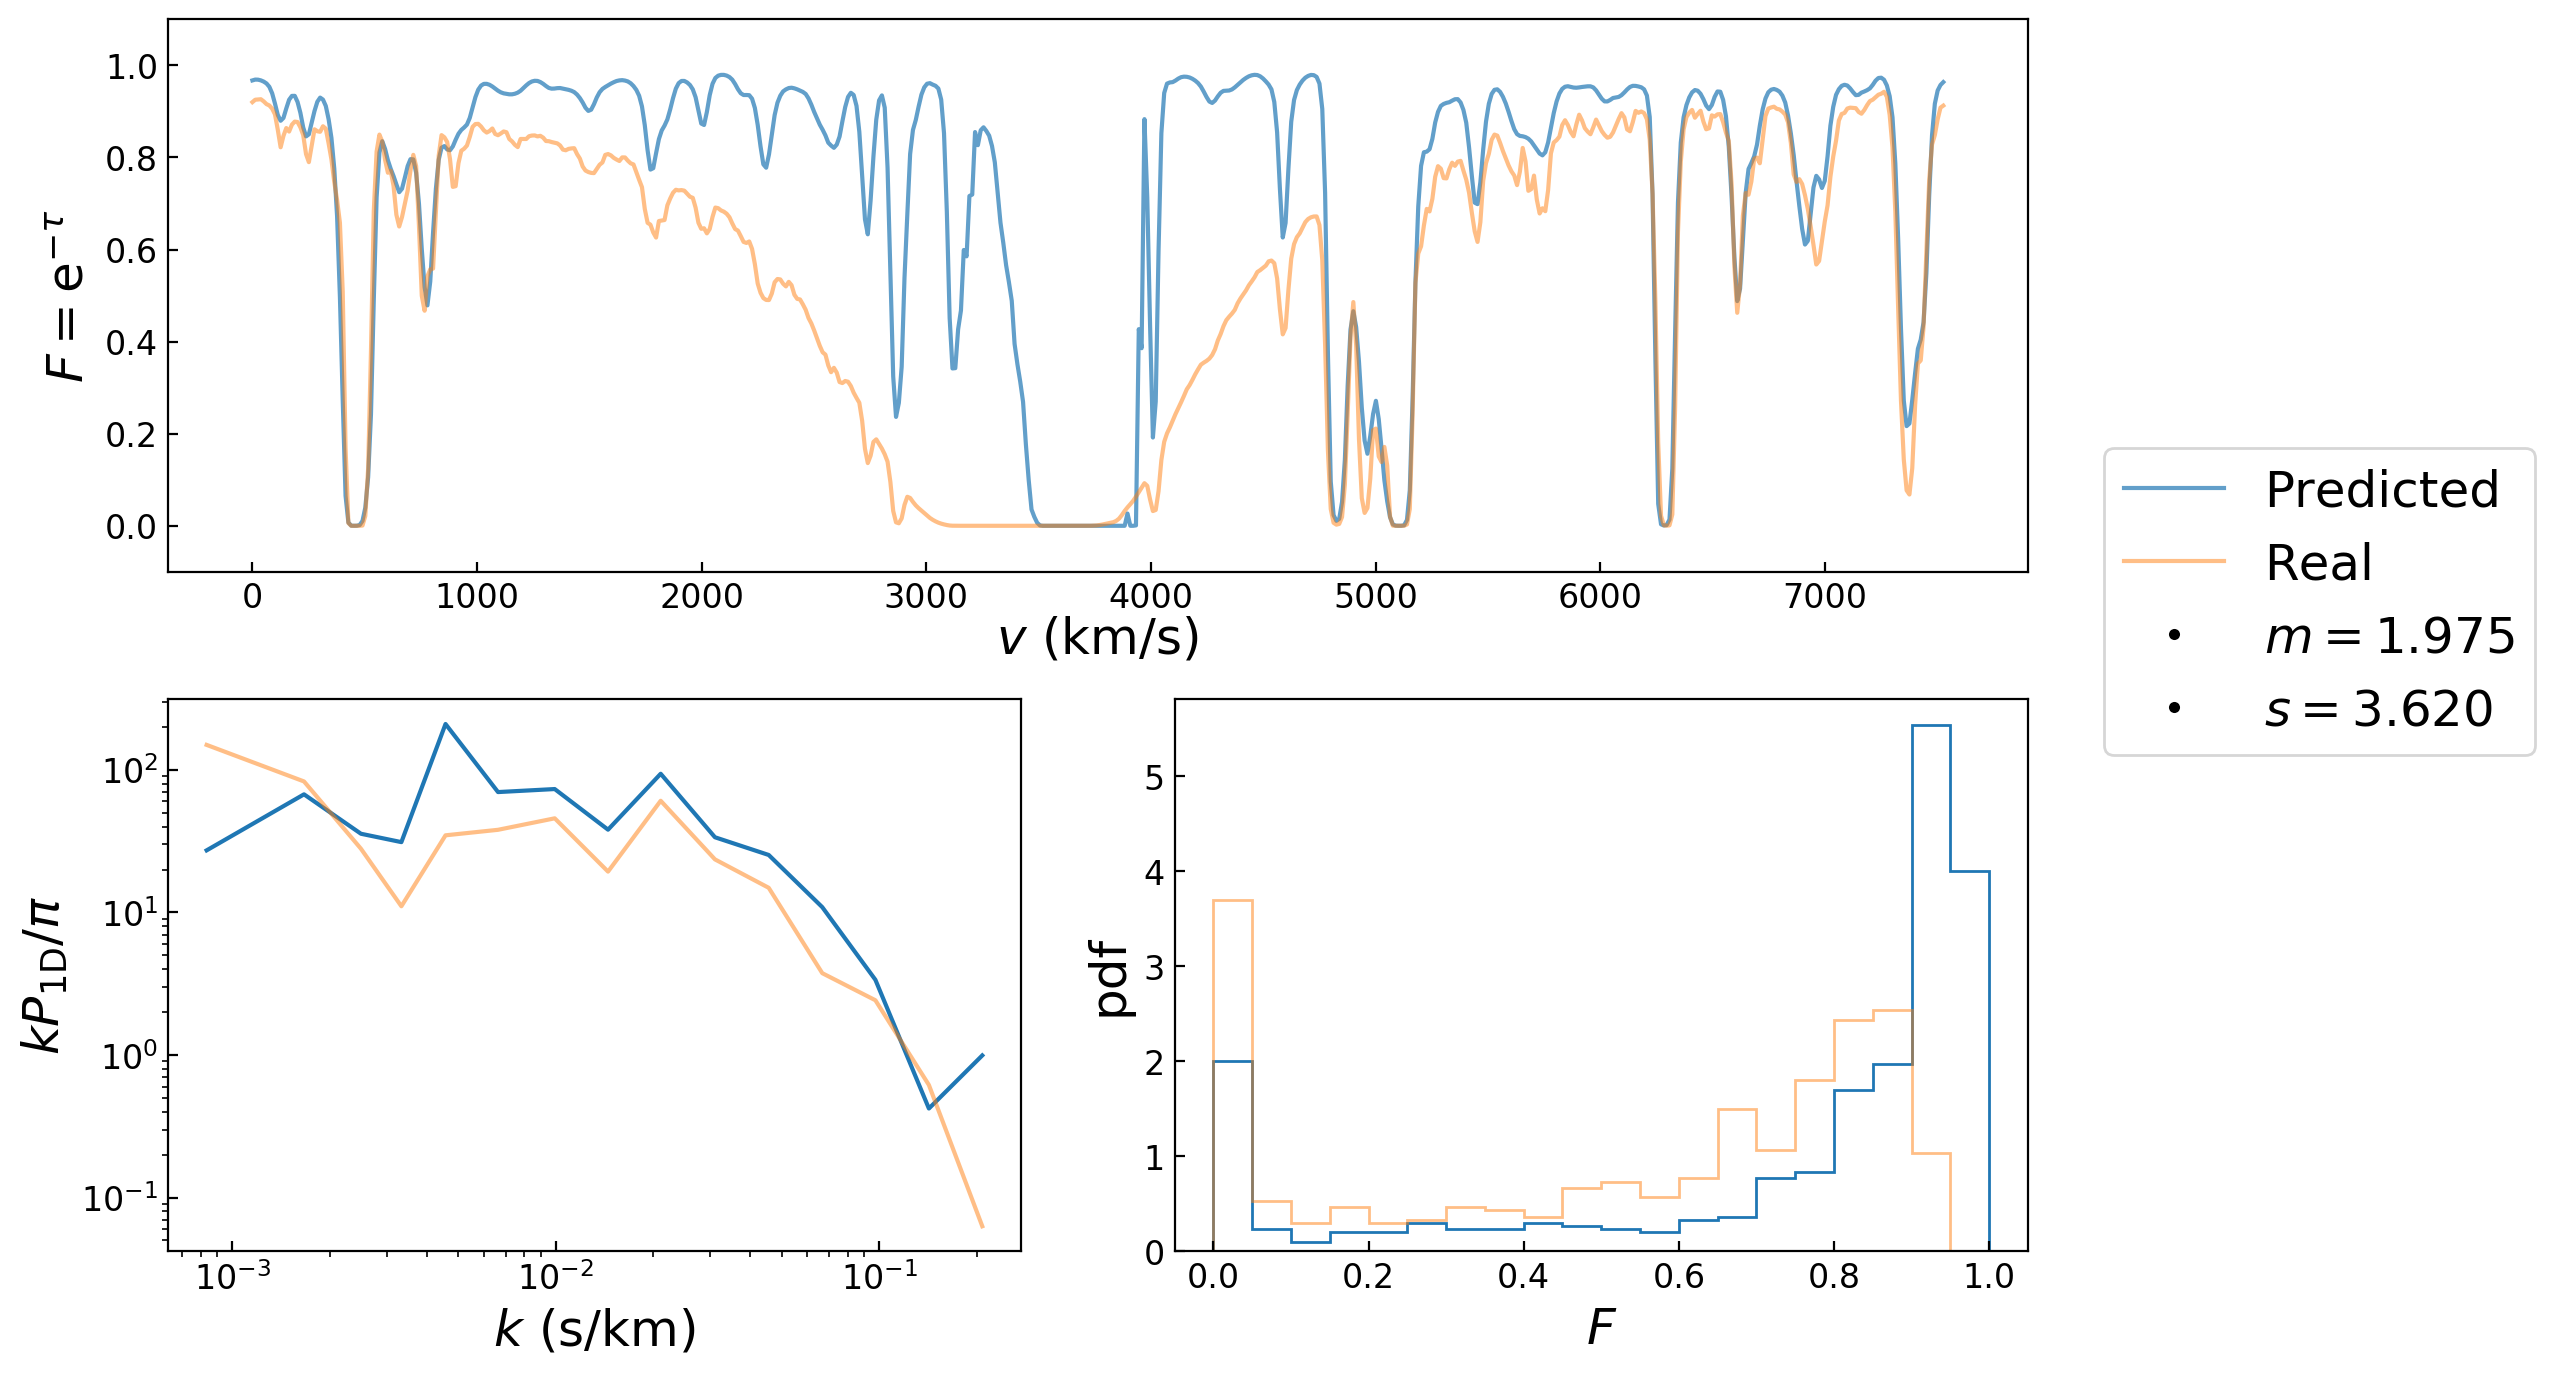 1.0
0.8
0.6
0.4
0.2
0.0
F = e^{-τ}
0 1000 2000 3000 4000 5000 6000 7000
v (km/s)
Predicted
Real
m = 1.975
s = 3.620
10^2
10^1
10^0
10^{-1}
kP_{1D}/π
10^{-3} 10^{-2} 10^{-1}
k (s/km)
5
4
3
2
1
0
pdf
0.0 0.2 0.4 0.6 0.8 1.0
F